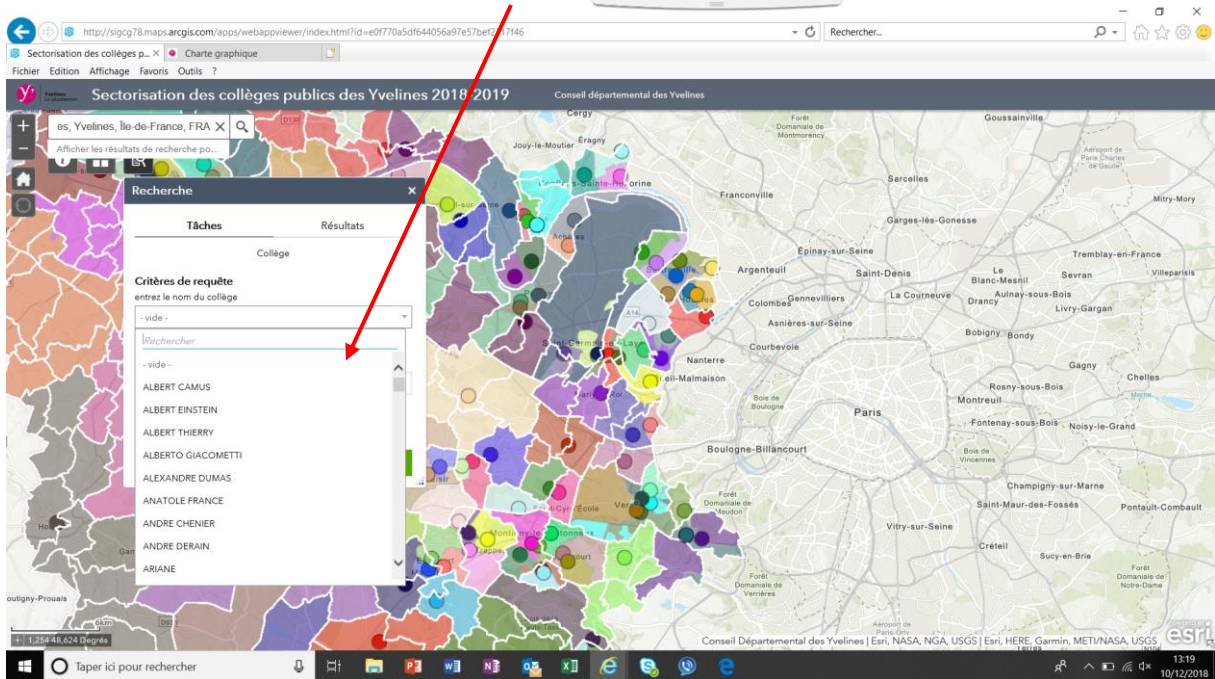 http://sigcg78.maps.arcgis.com/apps/webappviewer/index.html?id=e0f770a5df644056a97e57bef2
Rechercher...
Sectorisation des collèges p...
Charte graphique
Fichier Edition Affichage Favoris Outils ?
Yvelines
Sectorisation des collèges publics des Yvelines 2018-2019
Conseil départemental des Yvelines
es, Yvelines, Île-de-France, FRA
Afficher les résultats de recherche po...
Recherche
Tâches
Résultats
Collège
Critères de requête
entrez le nom du collège
- vide -
Rechercher
- vide -
ALBERT CAMUS
ALBERT EINSTEIN
ALBERT THIERRY
ALBERTO GIACOMETTI
ALEXANDRE DUMAS
ANATOLE FRANCE
ANDRE CHENIER
ANDRE DERAIN
ARIANE
Cergy
Jouy-le-Moutier
Éragny
Forêt
Domaniale de
Montmorency
Goussainville
Aéroport de
Paris Charles
de Gaulle
Sarcelles
Franconville
Mitry-Mory
Garges-lès-Gonesse
Épinay-sur-Seine
Tremblay-en-France
Argenteuil
Saint-Denis
Le
Blanc-Mesnil
Sevran
Villeparisis
Colombes
Gennevilliers
La Courneuve
Drancy
Aulnay-sous-Bois
Livry-Gargan
A14
Asnières-sur-Seine
Bobigny
Bondy
Courbevoie
Nanterre
Gagny
Chelles
Rosny-sous-Bois
Marne
Bois de
Boulogne
Paris
Montreuil
Fontenay-sous-Bois
Noisy-le-Grand
Boulogne-Billancourt
Bois de
Vincennes
Champigny-sur-Marne
Forêt
Domaniale de
Meudon
Saint-Maur-des-Fossés
Pontault-Combault
Vitry-sur-Seine
Créteil
Sucy-en-Brie
Forêt
Domaniale de
Verrières
Forêt
Domaniale de
Notre-Dame
outigny-Prouais
Aéroport de
Paris-Orly
6km
1,254 48,624 Degrés
Conseil Départemental des Yvelines | Esri, NASA, NGA, USGS | Esri, HERE, Garmin, METI/NASA, USGS
esri
Taper ici pour rechercher
13:19
10/12/2018